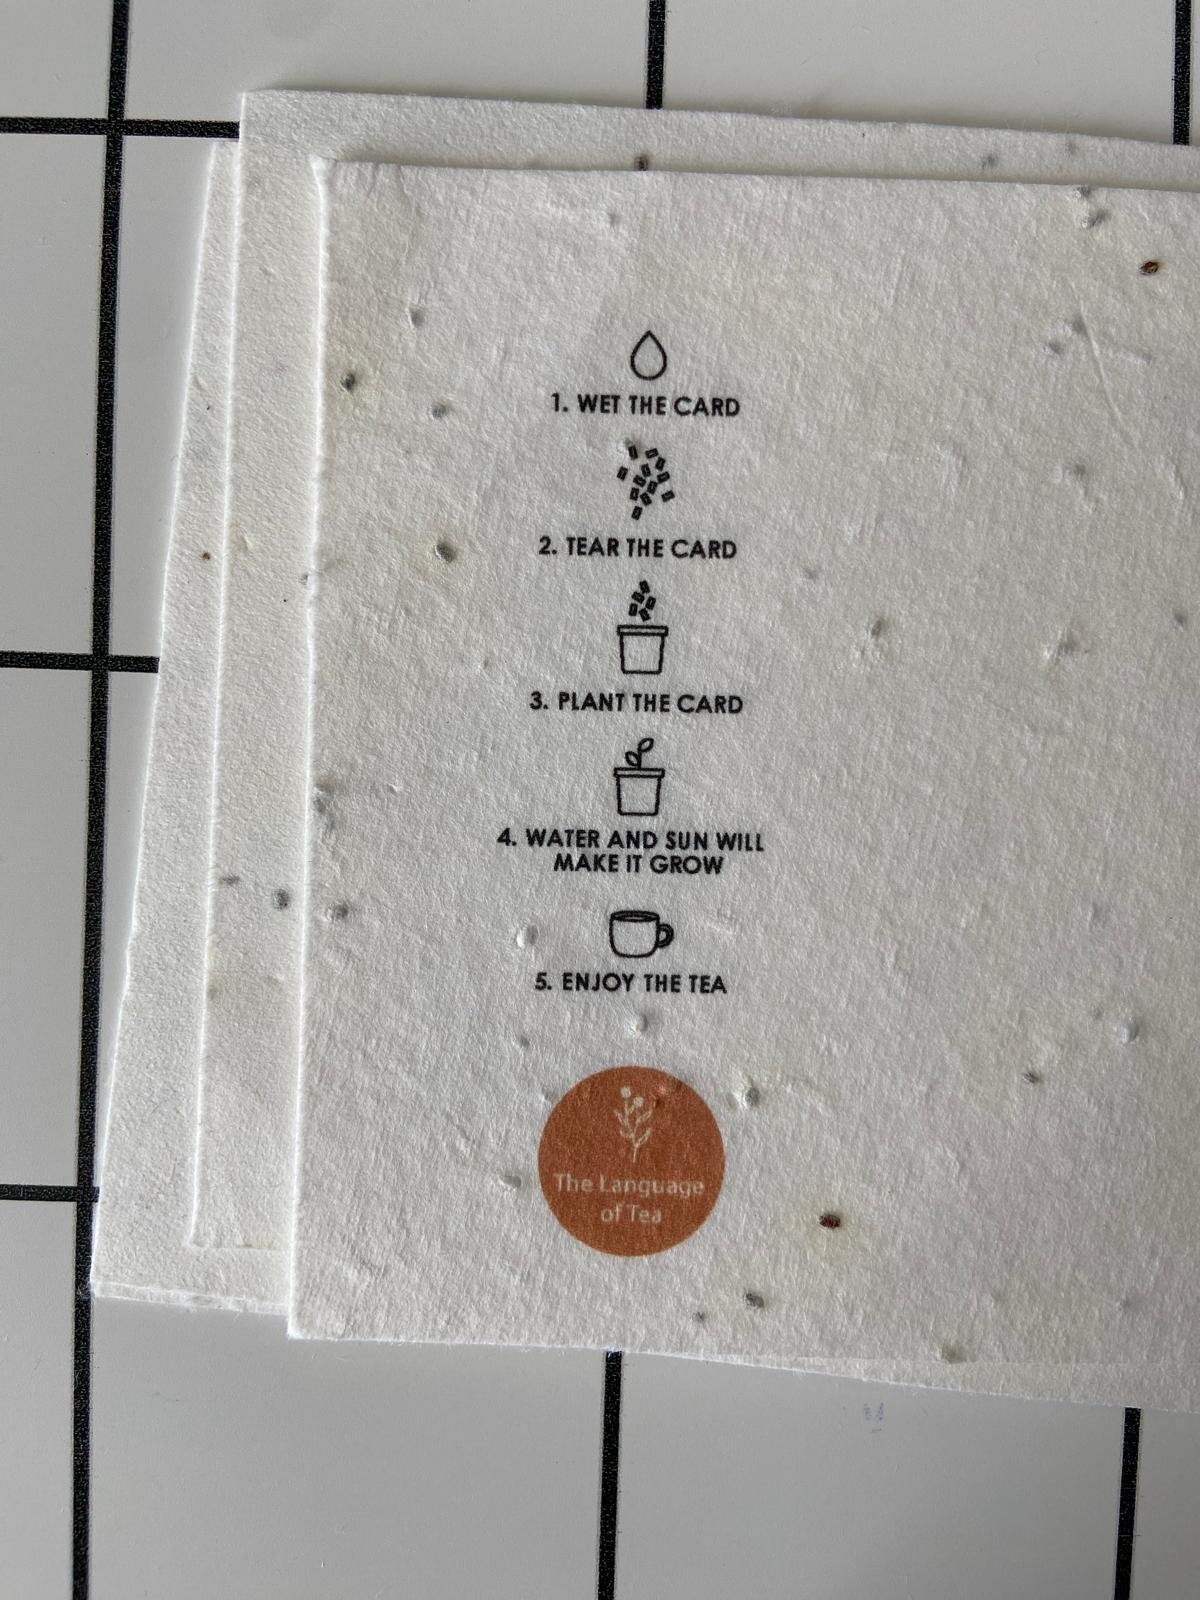 1. WET THE CARD
2. TEAR THE CARD
3. PLANT THE CARD
4. WATER AND SUN WILL
MAKE IT GROW
5. ENJOY THE TEA
The Language
of Tea